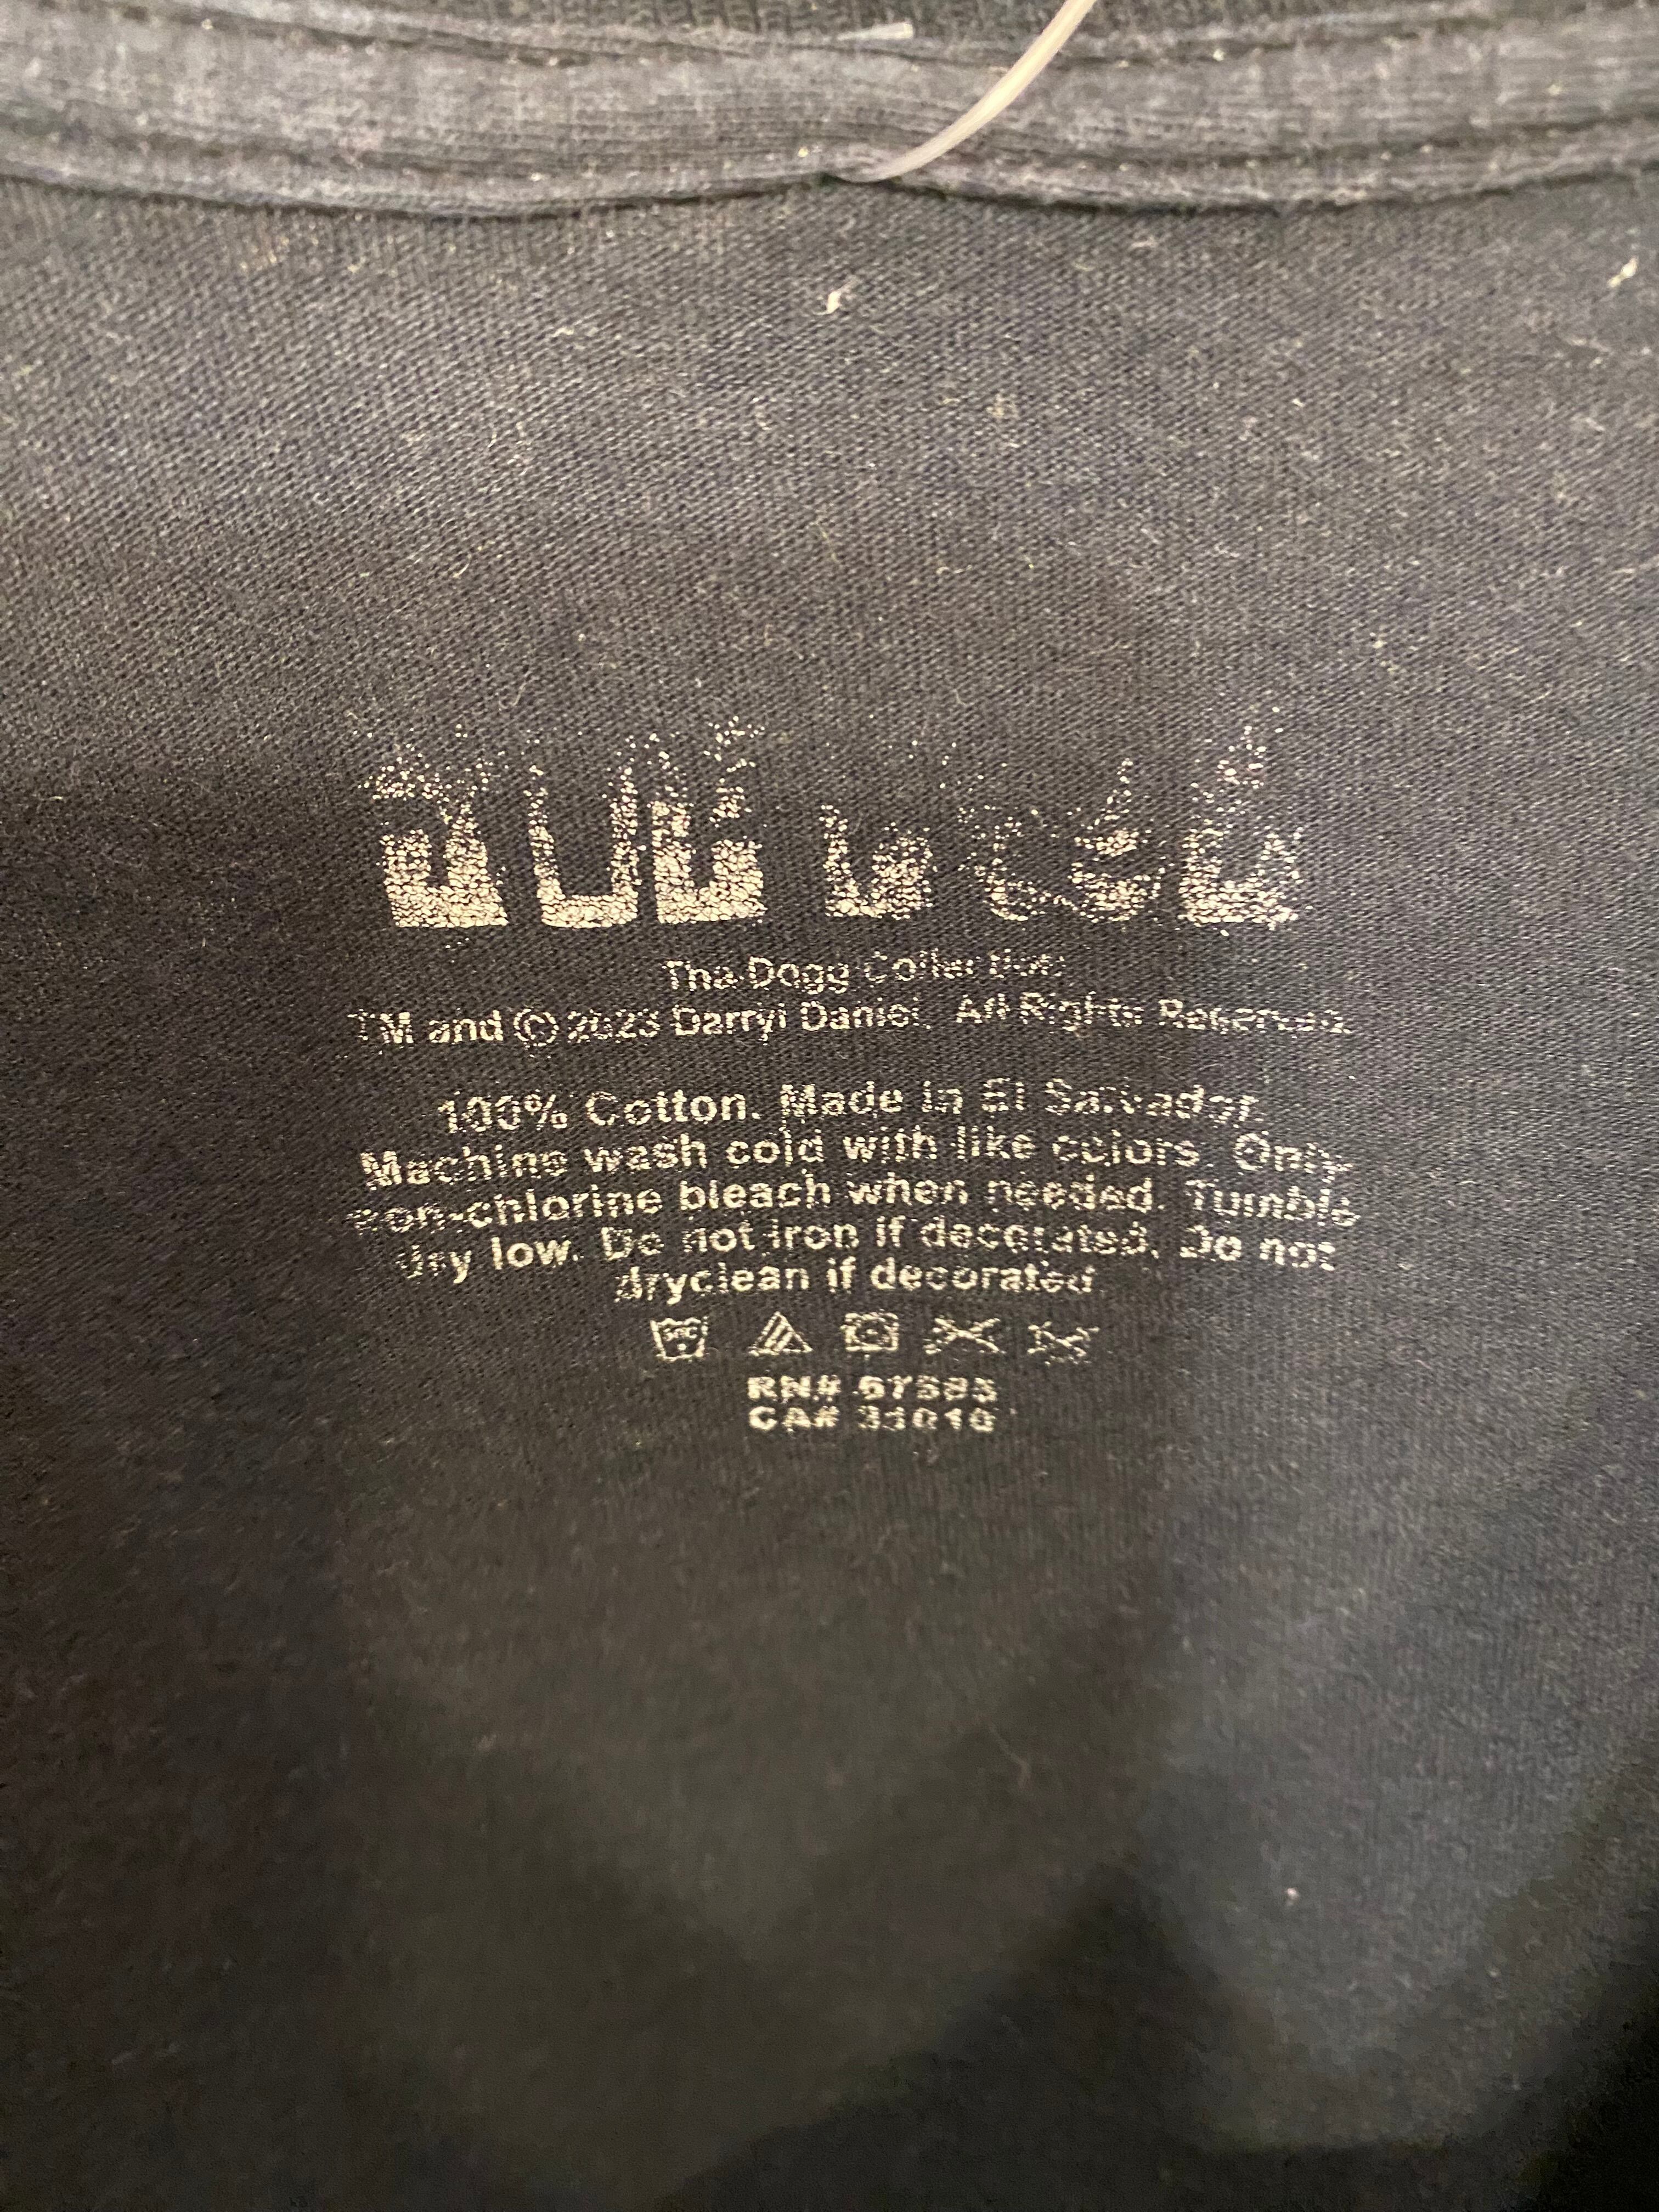 Tha Dogg Collection
TM and © 2023 Darryl Daniel. All Rights Reserved.
100% Cotton. Made in El Salvador.
Machine wash cold with like colors. Only
non-chlorine bleach when needed. Tumble
dry low. Do not iron if decorated. Do not
dryclean if decorated.
RN#
CA#